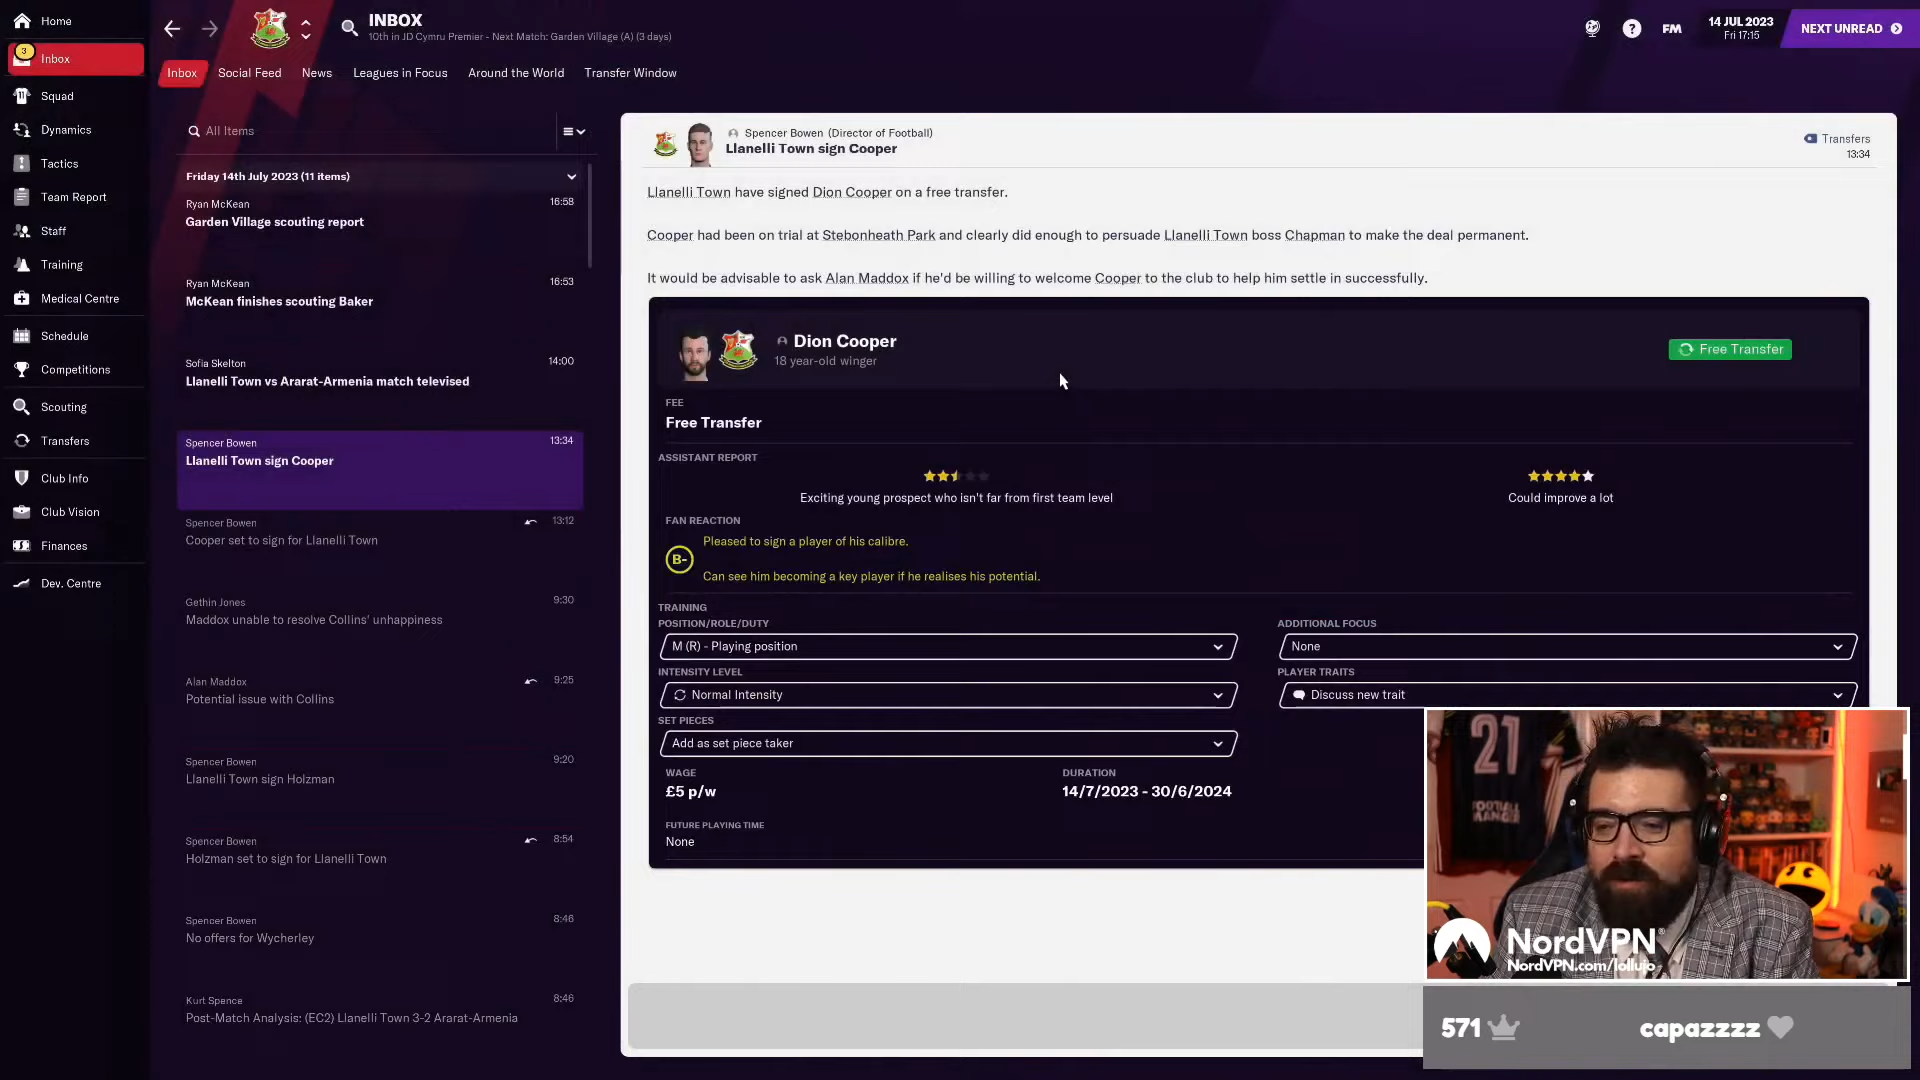 Home
3
Inbox
Squad
Dynamics
Tactics
Team Report
Staff
Training
Medical Centre
Schedule
Competitions
Scouting
Transfers
Club Info
Club Vision
Finances
Dev. Centre
INBOX
10th in JD Cymru Premier - Next Match: Garden Village (A) (3 days)
? FM
14 JUL 2023
Fri 17:15
NEXT UNREAD
Inbox Social Feed News Leagues in Focus Around the World Transfer Window
All Items
Friday 14th July 2023 (11 items)
Ryan McKean 16:58
Garden Village scouting report
Ryan McKean 16:53
McKean finishes scouting Baker
Sofia Skelton 14:00
Llanelli Town vs Ararat-Armenia match televised
Spencer Bowen 13:34
Llanelli Town sign Cooper
Spencer Bowen 13:12
Cooper set to sign for Llanelli Town
Gethin Jones 9:30
Maddox unable to resolve Collins' unhappiness
Alan Maddox 9:25
Potential issue with Collins
Spencer Bowen 9:20
Llanelli Town sign Holzman
Spencer Bowen 8:54
Holzman set to sign for Llanelli Town
Spencer Bowen 8:46
No offers for Wycherley
Kurt Spence 8:46
Post-Match Analysis: (EC2) Llanelli Town 3-2 Ararat-Armenia
Spencer Bowen (Director of Football)
Llanelli Town sign Cooper
Transfers
13:34
Llanelli Town have signed Dion Cooper on a free transfer.
Cooper had been on trial at Stebonheath Park and clearly did enough to persuade Llanelli Town boss Chapman to make the deal permanent.
It would be advisable to ask Alan Maddox if he'd be willing to welcome Cooper to the club to help him settle in successfully.
Dion Cooper
18 year-old winger
Free Transfer
FEE
Free Transfer
ASSISTANT REPORT
Exciting young prospect who isn't far from first team level
Could improve a lot
FAN REACTION
B-
Pleased to sign a player of his calibre.
Can see him becoming a key player if he realises his potential.
TRAINING
POSITION/ROLE/DUTY
M (R) - Playing position
ADDITIONAL FOCUS
None
INTENSITY LEVEL
Normal Intensity
PLAYER TRAITS
Discuss new trait
SET PIECES
Add as set piece taker
WAGE
£5 p/w
DURATION
14/7/2023 - 30/6/2024
FUTURE PLAYING TIME
None
21
FOOTBALL
MANAGER
NordVPN®
NordVPN.com/lollujo
571
capazzzz